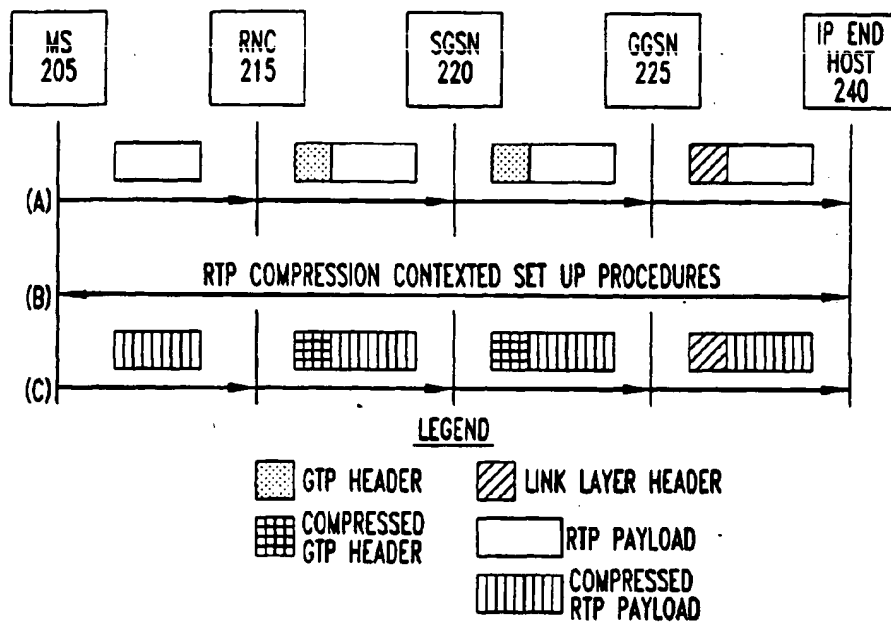 MS
205
RNC
215
SGSN
220
GGSN
225
IP END
HOST
240
(A)
RTP COMPRESSION CONTEXTED SET UP PROCEDURES
(B)
(C)
LEGEND
GTP HEADER
LINK LAYER HEADER
COMPRESSED
GTP HEADER
RTP PAYLOAD
COMPRESSED
RTP PAYLOAD